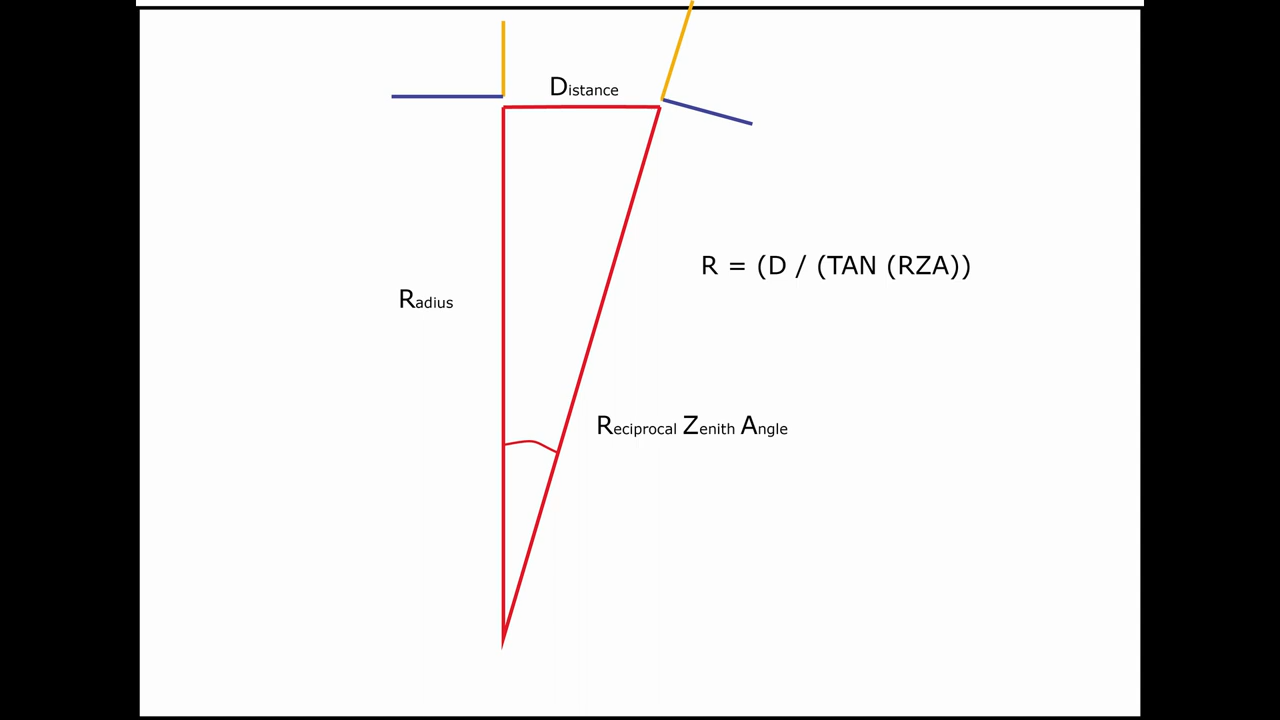 Distance
R = (D / (TAN (RZA))
Radius
Reciprocal Zenith Angle